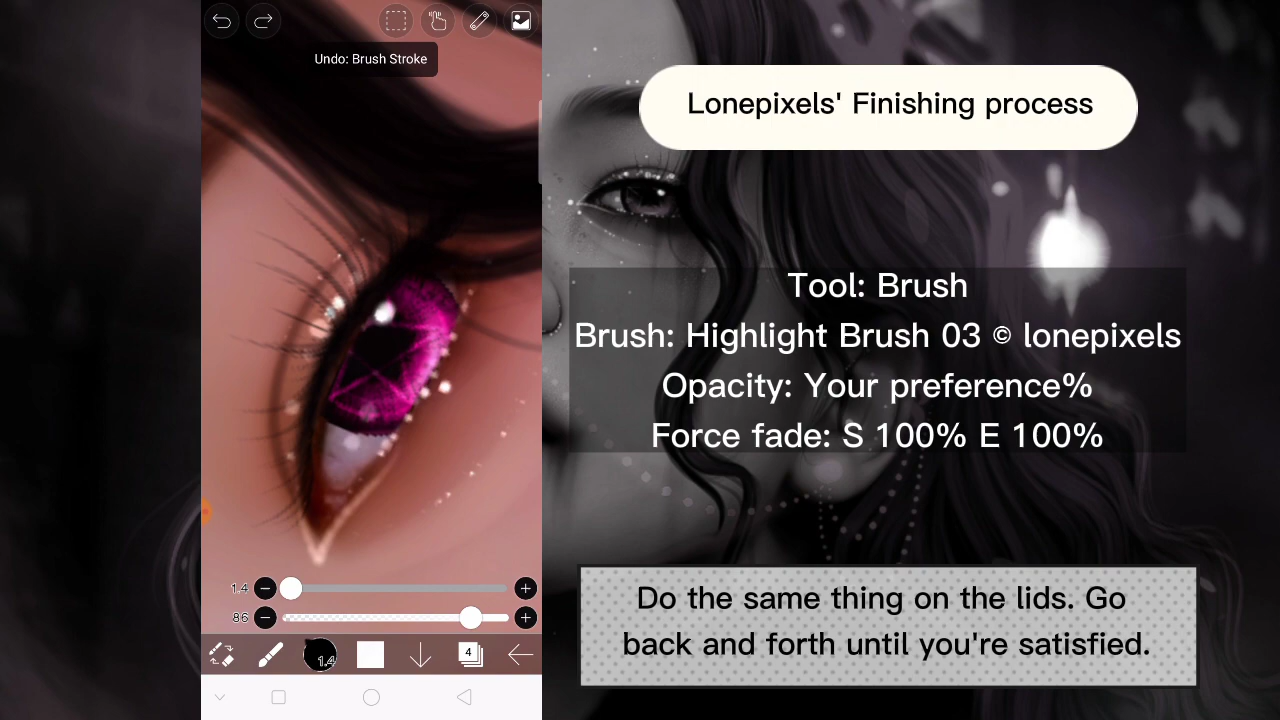 Undo: Brush Stroke
Lonepixels' Finishing process
Tool: Brush
Brush: Highlight Brush 03 © lonepixels
Opacity: Your preference%
Force fade: S 100% E 100%
1.4
86
1.4
4
Do the same thing on the lids. Go
back and forth until you're satisfied.